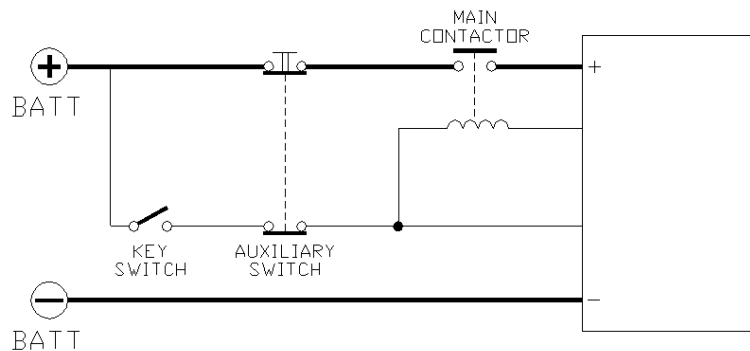 MAIN
CONTACTOR
+
BATT
+
KEY
SWITCH
AUXILIARY
SWITCH
−
BATT
−